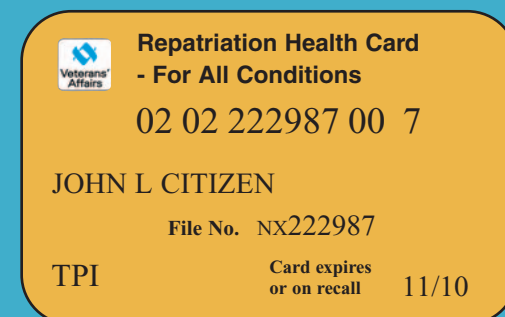 Veterans'
Affairs
Repatriation Health Card
- For All Conditions
02 02 222987 00 7
JOHN L CITIZEN
File No. NX222987
TPI
Card expires
or on recall
11/10